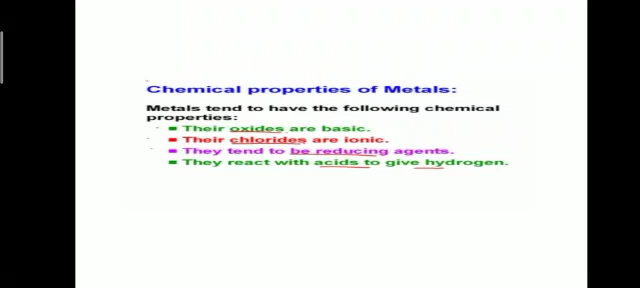 Chemical properties of Metals:
Metals tend to have the following chemical
properties:
■ Their oxides are basic.
■ Their chlorides are ionic.
■ They tend to be reducing agents.
■ They react with acids to give hydrogen.